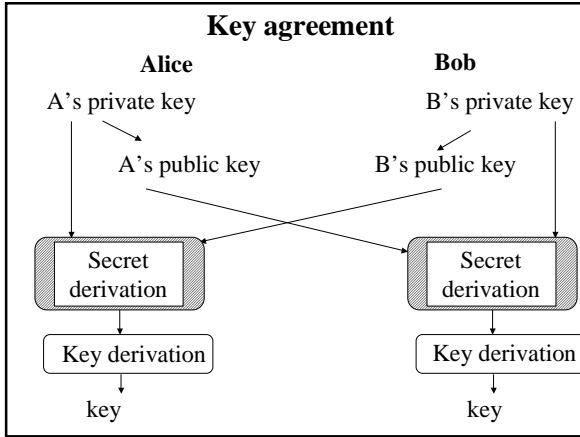 Key agreement
Alice Bob
A’s private key B’s private key
A’s public key B’s public key
Secret derivation Secret derivation
Key derivation Key derivation
key key